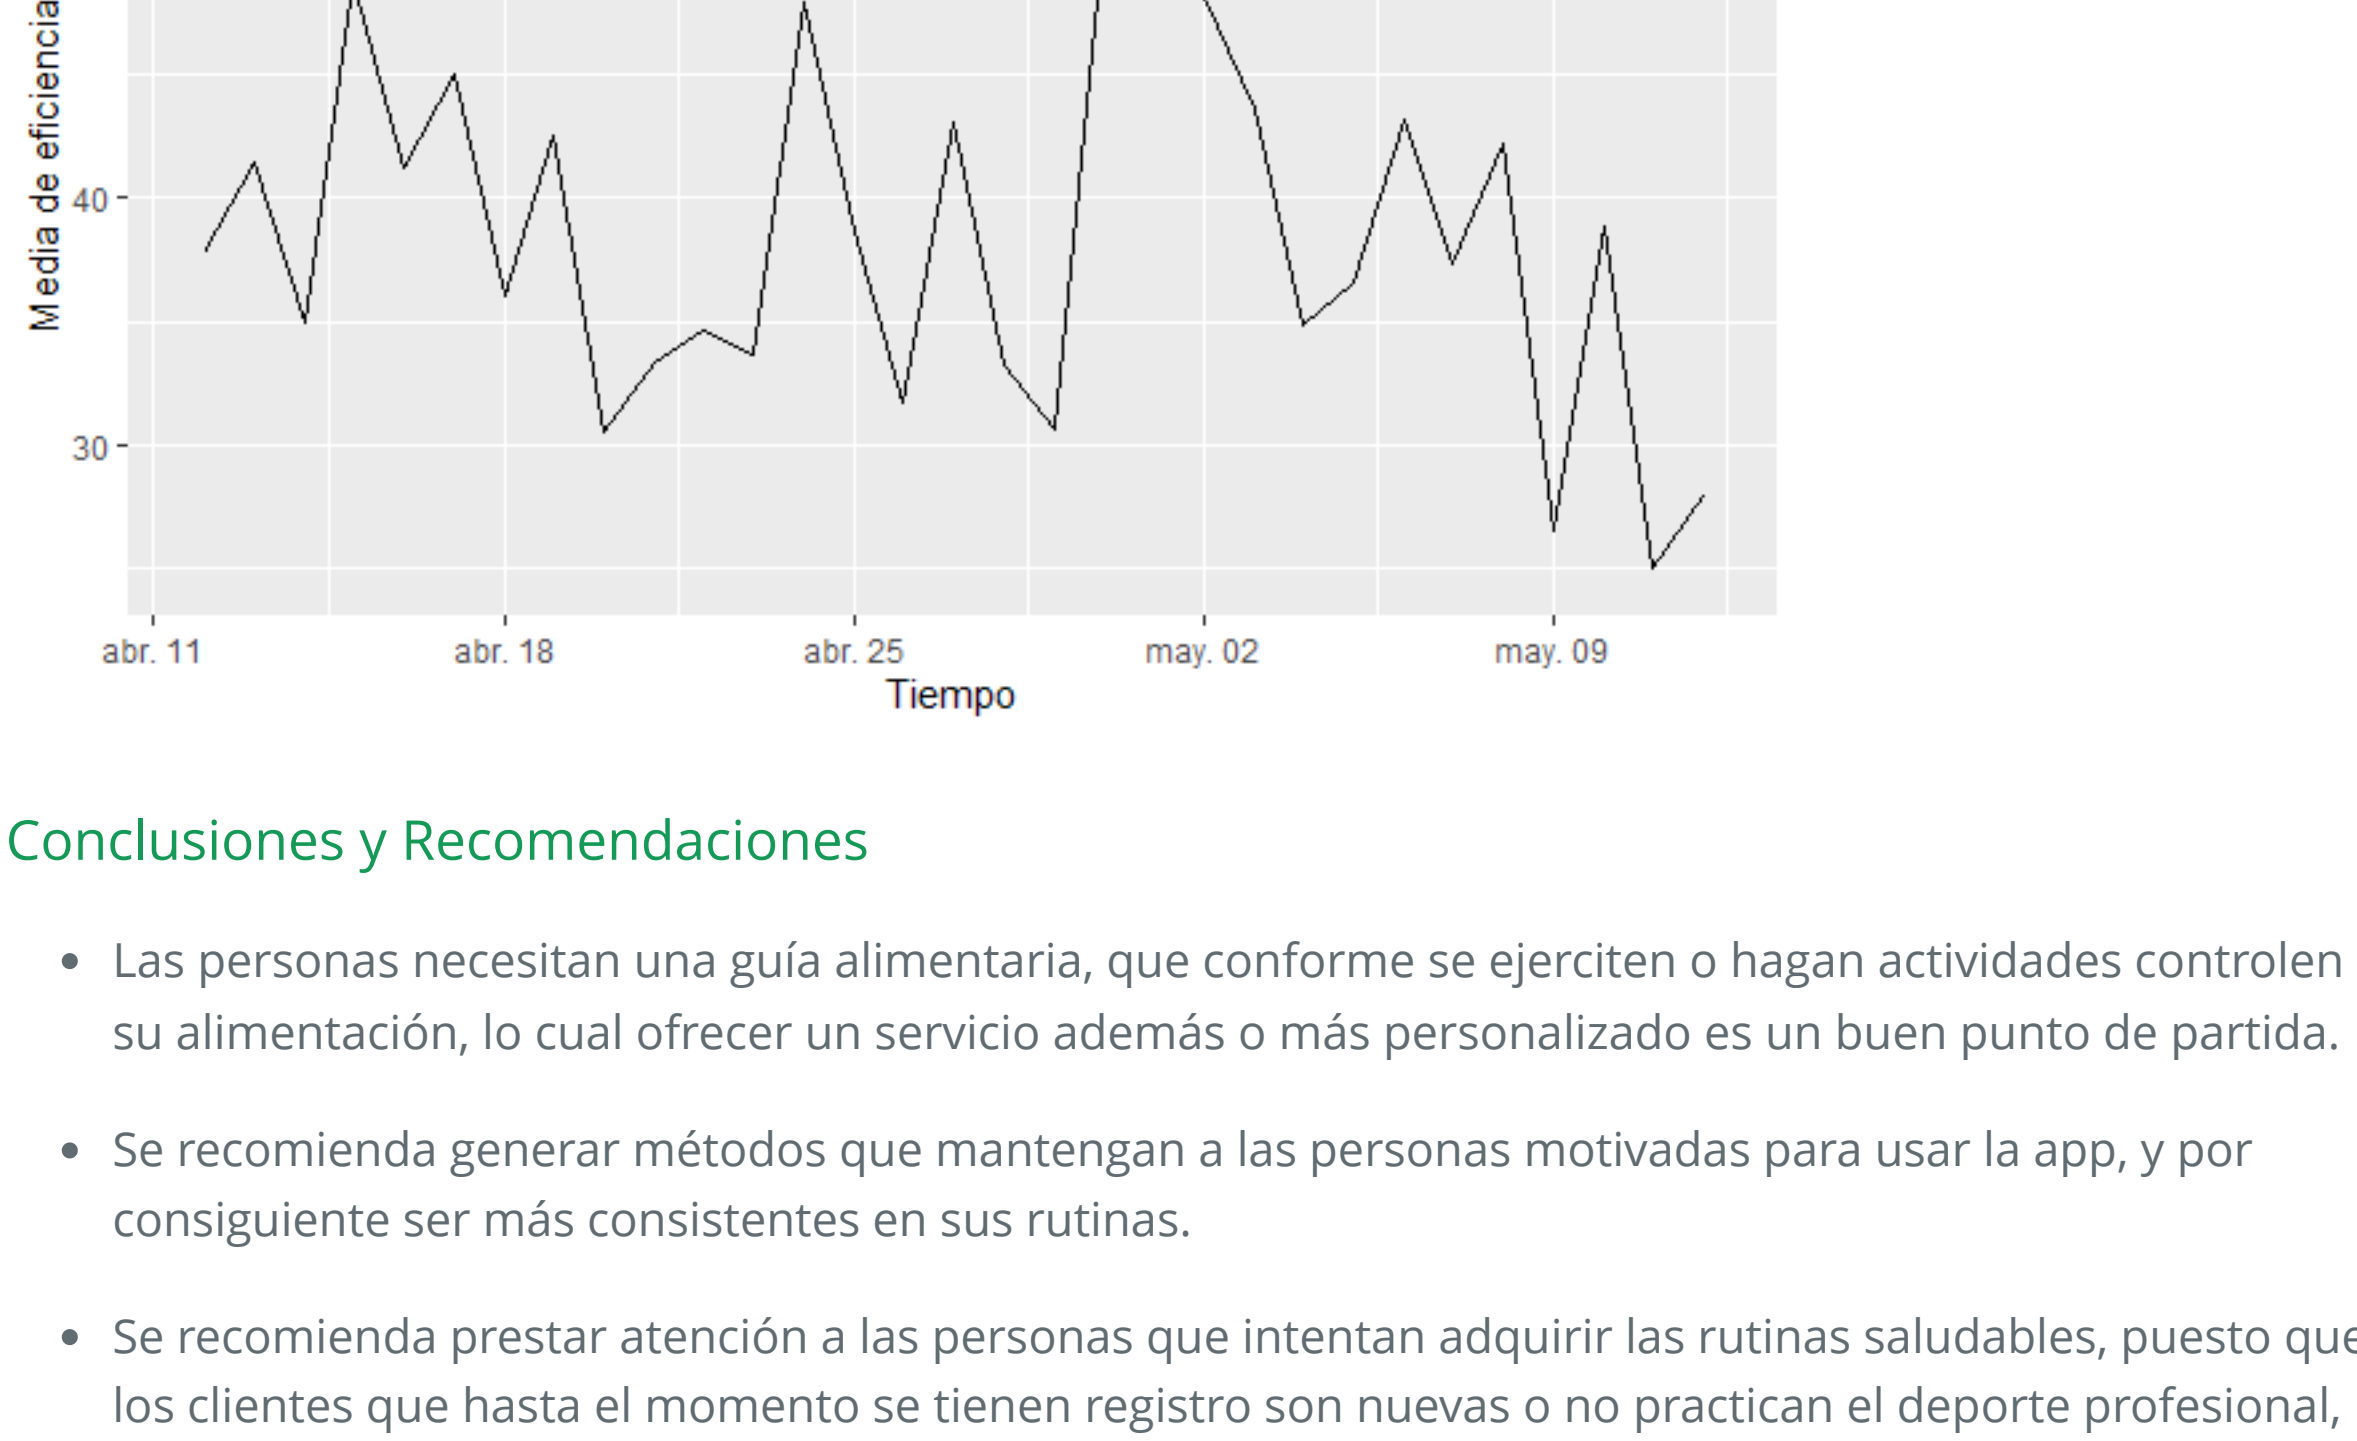 Media de eficiencia
40
30
abr. 11
abr. 18
abr. 25
may. 02
may. 09
Tiempo
Conclusiones y Recomendaciones
Las personas necesitan una guía alimentaria, que conforme se ejerciten o hagan actividades controlen
su alimentación, lo cual ofrecer un servicio además o más personalizado es un buen punto de partida.
Se recomienda generar métodos que mantengan a las personas motivadas para usar la app, y por
consiguiente ser más consistentes en sus rutinas.
Se recomienda prestar atención a las personas que intentan adquirir las rutinas saludables, puesto que
los clientes que hasta el momento se tienen registro son nuevas o no practican el deporte profesional,